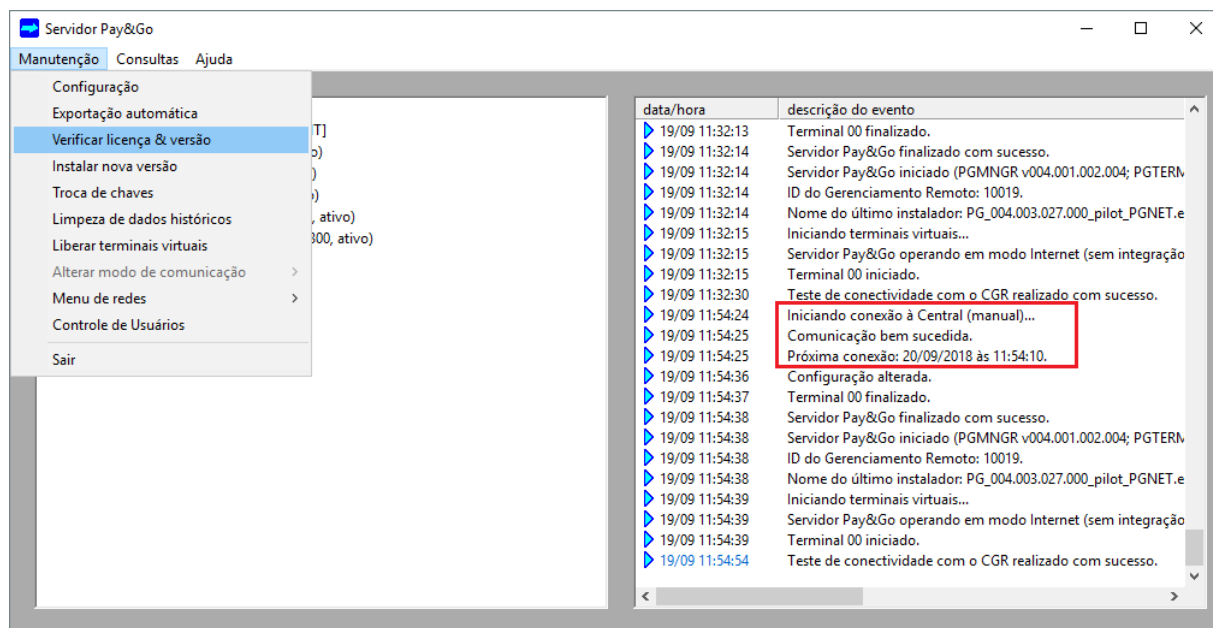 Servidor Pay&Go
Manutenção Consultas Ajuda
Configuração
Exportação automática
Verificar licença & versão
Instalar nova versão
Troca de chaves
Limpeza de dados históricos
Liberar terminais virtuais
Alterar modo de comunicação
Menu de redes
Controle de Usuários
Sair
T]
o)
)
o)
, ativo)
300, ativo)
data/hora descrição do evento
19/09 11:32:13 Terminal 00 finalizado.
19/09 11:32:14 Servidor Pay&Go finalizado com sucesso.
19/09 11:32:14 Servidor Pay&Go iniciado (PGMNGR v004.001.002.004; PGTERM
19/09 11:32:14 ID do Gerenciamento Remoto: 10019.
19/09 11:32:14 Nome do último instalador: PG_004.003.027.000_pilot_PGNET.e
19/09 11:32:15 Iniciando terminais virtuais...
19/09 11:32:15 Servidor Pay&Go operando em modo Internet (sem integração
19/09 11:32:15 Terminal 00 iniciado.
19/09 11:32:30 Teste de conectividade com o CGR realizado com sucesso.
19/09 11:54:24 Iniciando conexão à Central (manual)...
19/09 11:54:25 Comunicação bem sucedida.
19/09 11:54:25 Próxima conexão: 20/09/2018 às 11:54:10.
19/09 11:54:36 Configuração alterada.
19/09 11:54:37 Terminal 00 finalizado.
19/09 11:54:38 Servidor Pay&Go finalizado com sucesso.
19/09 11:54:38 Servidor Pay&Go iniciado (PGMNGR v004.001.002.004; PGTERM
19/09 11:54:38 ID do Gerenciamento Remoto: 10019.
19/09 11:54:38 Nome do último instalador: PG_004.003.027.000_pilot_PGNET.e
19/09 11:54:39 Iniciando terminais virtuais...
19/09 11:54:39 Servidor Pay&Go operando em modo Internet (sem integração
19/09 11:54:39 Terminal 00 iniciado.
19/09 11:54:54 Teste de conectividade com o CGR realizado com sucesso.